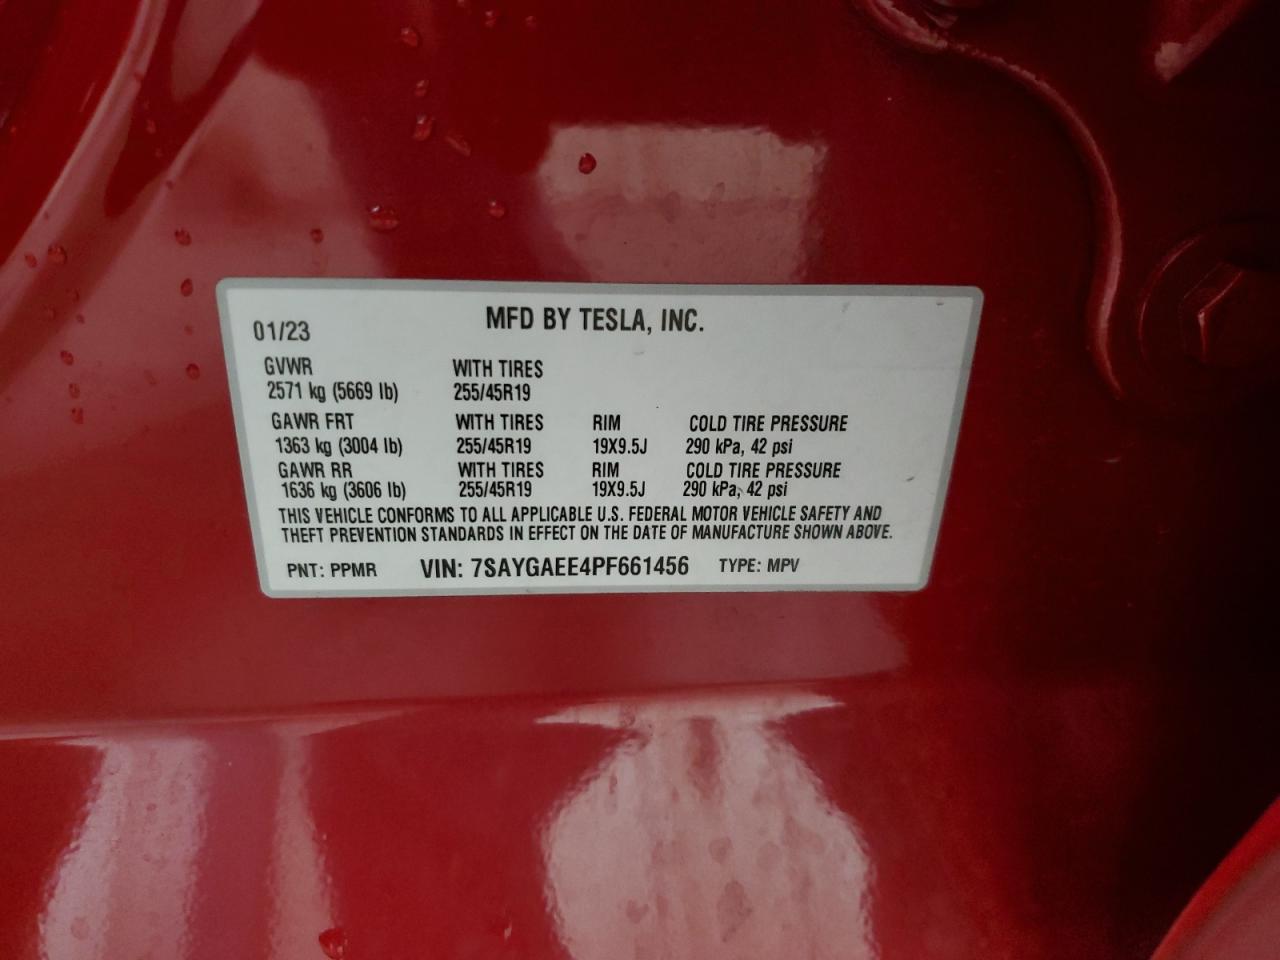 01/23 MFD BY TESLA, INC.
GVWR WITH TIRES
2571 kg (5669 lb) 255/45R19
GAWR FRT WITH TIRES RIM COLD TIRE PRESSURE
1363 kg (3004 lb) 255/45R19 19X9.5J 290 kPa, 42 psi
GAWR RR WITH TIRES RIM COLD TIRE PRESSURE
1636 kg (3606 lb) 255/45R19 19X9.5J 290 kPa, 42 psi
THIS VEHICLE CONFORMS TO ALL APPLICABLE U.S. FEDERAL MOTOR VEHICLE SAFETY AND
THEFT PREVENTION STANDARDS IN EFFECT ON THE DATE OF MANUFACTURE SHOWN ABOVE.
PNT: PPMR VIN: 7SAYGAEE4PF661456 TYPE: MPV